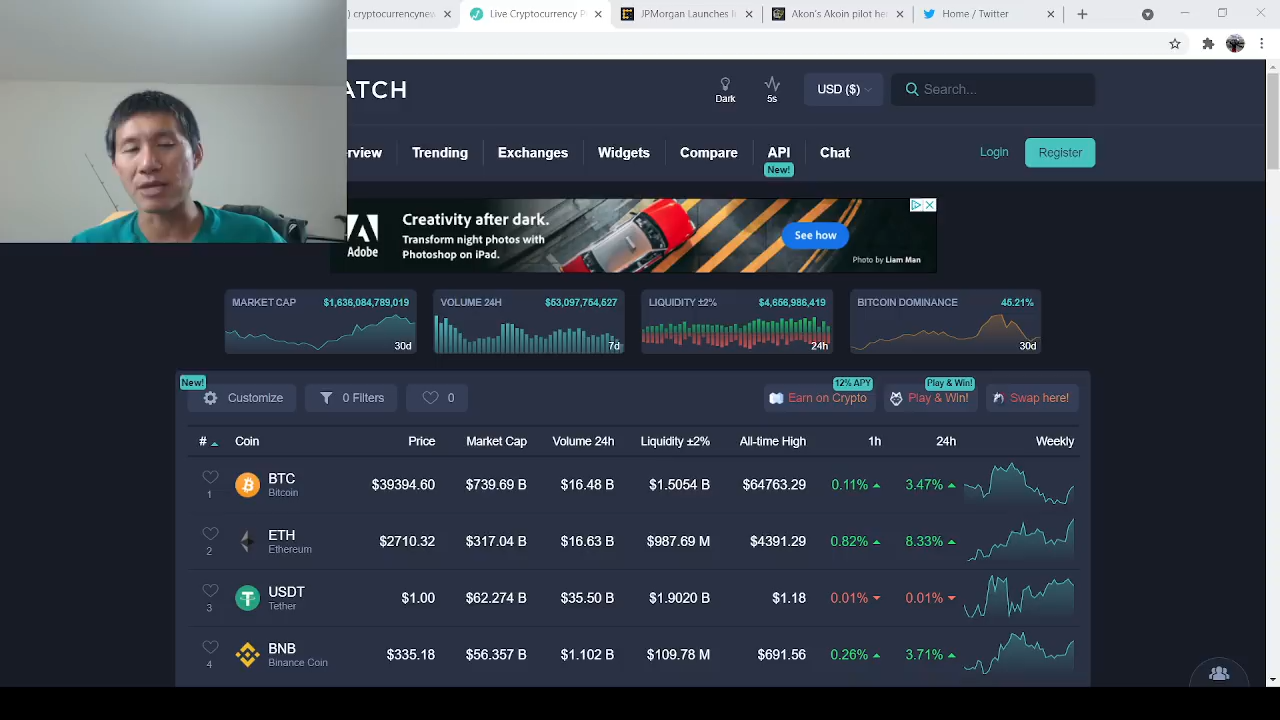 ) cryptocurrencyne
Live Cryptocurrency P
JPMorgan Launches I
Akon's Akoin pilot he
Home / Twitter
ATCH
Dark
5s
USD ($)
Search...
rview
Trending
Exchanges
Widgets
Compare
API
New!
Chat
Login
Register
Adobe
Creativity after dark.
Transform night photos with
Photoshop on iPad.
See how
Photo by Liam Man
MARKET CAP $1,636,084,789,019
30d
VOLUME 24H $53,097,754,527
7d
LIQUIDITY ±2% $4,656,986,419
24h
BITCOIN DOMINANCE 45.21%
30d
New!
Customize
0 Filters
0
12% APY
Earn on Crypto
Play & Win!
Play & Win!
Swap here!
# Coin Price Market Cap Volume 24h Liquidity ±2% All-time High 1h 24h Weekly
1 BTC Bitcoin $39394.60 $739.69 B $16.48 B $1.5054 B $64763.29 0.11% 3.47%
2 ETH Ethereum $2710.32 $317.04 B $16.63 B $987.69 M $4391.29 0.82% 8.33%
3 USDT Tether $1.00 $62.274 B $35.50 B $1.9020 B $1.18 0.01% 0.01%
4 BNB Binance Coin $335.18 $56.357 B $1.102 B $109.78 M $691.56 0.26% 3.71%